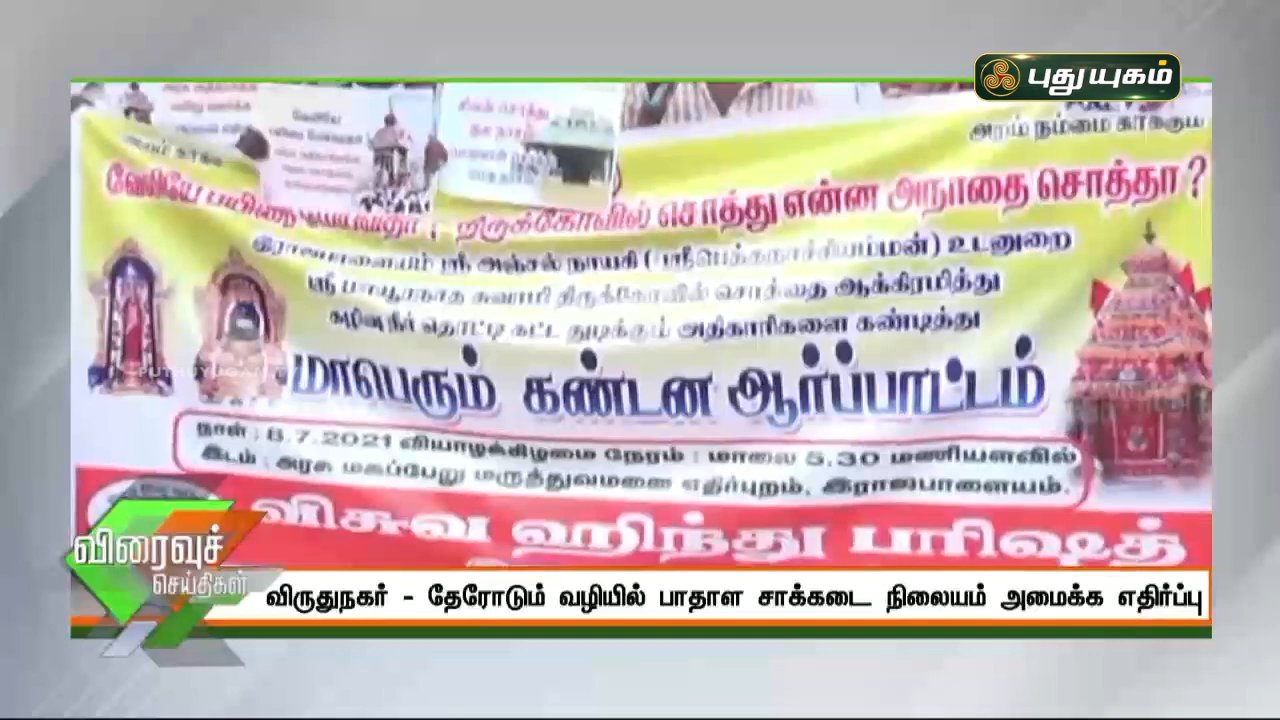 புதுயுகம்
அறம் நம்மை காக்கும்
வேலியே பயிரை மேய்வதா ; திருக்கோவில் சொத்து என்ன அநாதை சொத்தா ?
இராஜபாளையம் ஸ்ரீ அஞ்சல் நாயகி ( ஸ்ரீபெத்தநாச்சியம்மன் ) உடனுறை
ஸ்ரீ மாயூரநாத சுவாமி திருக்கோவில் சொத்தை ஆக்கிரமித்து
கழிவுநீர் தொட்டி கட்ட துடிக்கும் அதிகாரிகளை கண்டித்து
மாபெரும் கண்டன ஆர்ப்பாட்டம்
நாள் : 8.7.2021 வியாழக்கிழமை நேரம் : மாலை 5.30 மணியளவில்
இடம் : அரசு மகப்பேறு மருத்துவமனை எதிர்புறம், இராஜபாளையம்.
விசுவ ஹிந்து பரிஷத்
விரைவுச்
செய்திகள்
விருதுநகர் - தேரோடும் வழியில் பாதாள சாக்கடை நிலையம் அமைக்க எதிர்ப்பு